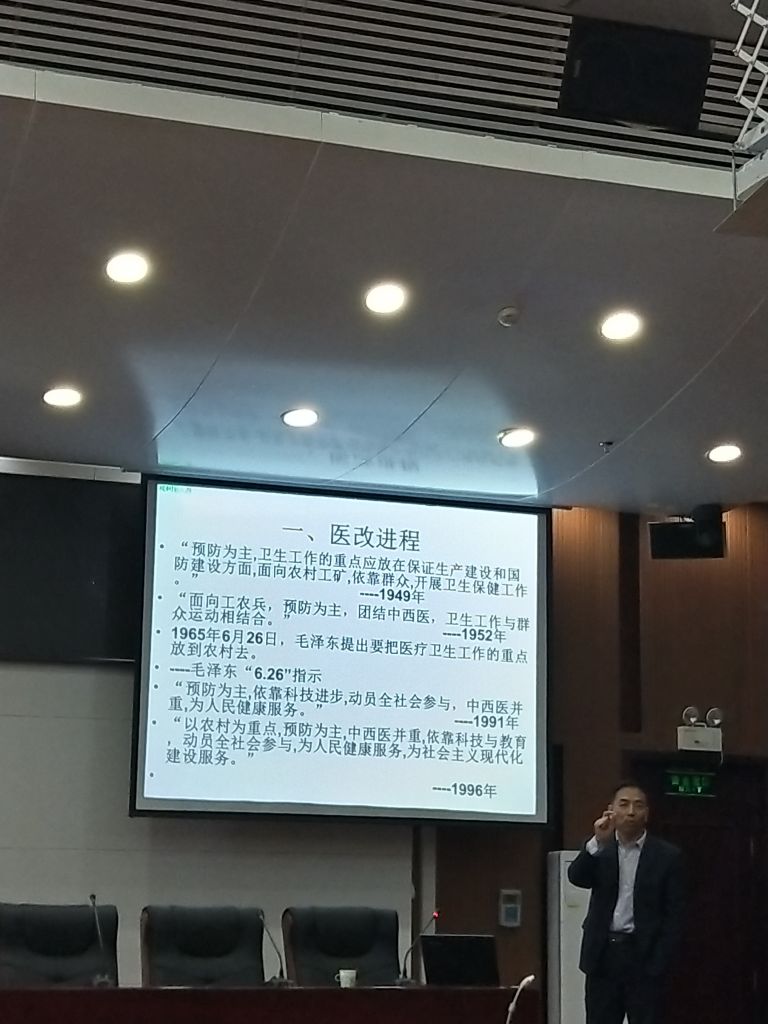 一、医改进程
• “预防为主,卫生工作的重点应放在保证生产建设和国
防建设方面,面向农村工矿,依靠群众,开展卫生保健工作
。” ----1949年
• “面向工农兵，预防为主，团结中西医，卫生工作与群
众运动相结合。” ----1952年
• 1965年6月26日，毛泽东提出要把医疗卫生工作的重点
放到农村去。
• ----毛泽东“6.26”指示
• “预防为主,依靠科技进步,动员全社会参与，中西医并
重,为人民健康服务。” ----1991年
• “以农村为重点,预防为主,中西医并重,依靠科技与教育
，动员全社会参与,为人民健康服务,为社会主义现代化
建设服务。”
• ----1996年